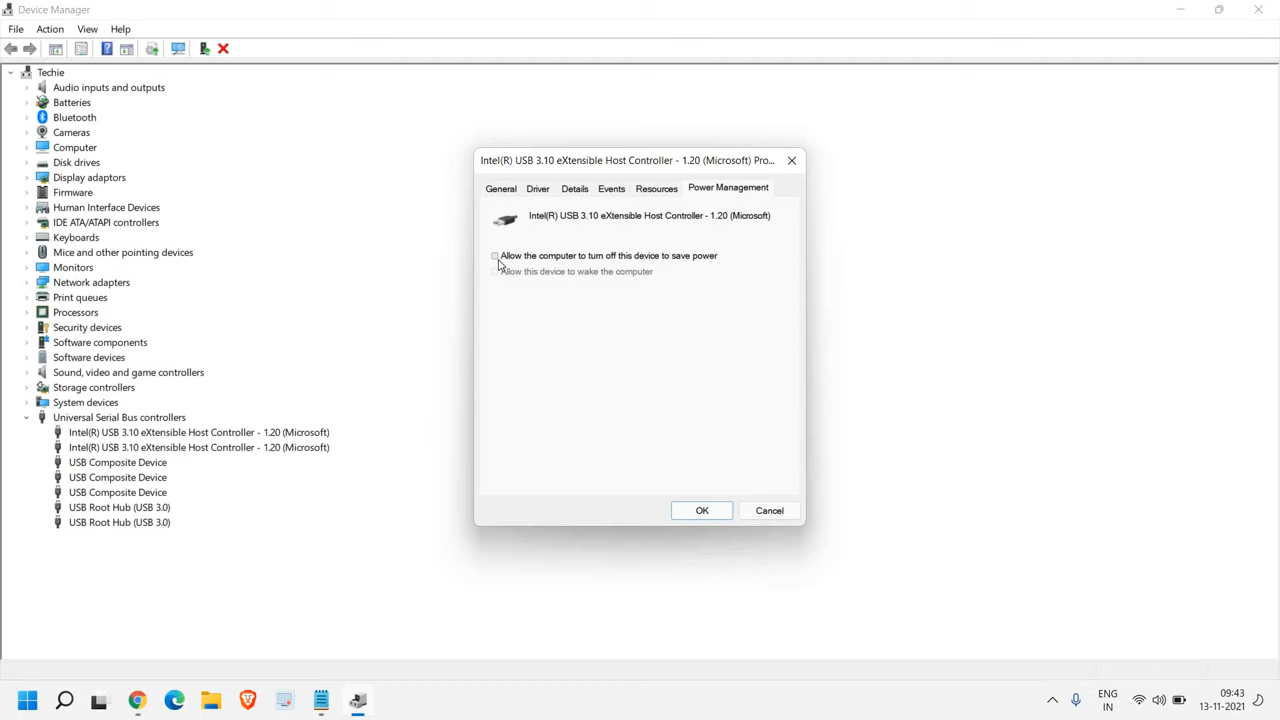 Device Manager
File Action View Help
Techie
Audio inputs and outputs
Batteries
Bluetooth
Cameras
Computer
Disk drives
Display adaptors
Firmware
Human Interface Devices
IDE ATA/ATAPI controllers
Keyboards
Mice and other pointing devices
Monitors
Network adapters
Print queues
Processors
Security devices
Software components
Software devices
Sound, video and game controllers
Storage controllers
System devices
Universal Serial Bus controllers
Intel(R) USB 3.10 eXtensible Host Controller - 1.20 (Microsoft)
Intel(R) USB 3.10 eXtensible Host Controller - 1.20 (Microsoft)
USB Composite Device
USB Composite Device
USB Composite Device
USB Root Hub (USB 3.0)
USB Root Hub (USB 3.0)
Intel(R) USB 3.10 eXtensible Host Controller - 1.20 (Microsoft) Pro...
General Driver Details Events Resources Power Management
Intel(R) USB 3.10 eXtensible Host Controller - 1.20 (Microsoft)
Allow the computer to turn off this device to save power
Allow this device to wake the computer
OK Cancel
ENG
IN
09:43
13-11-2021